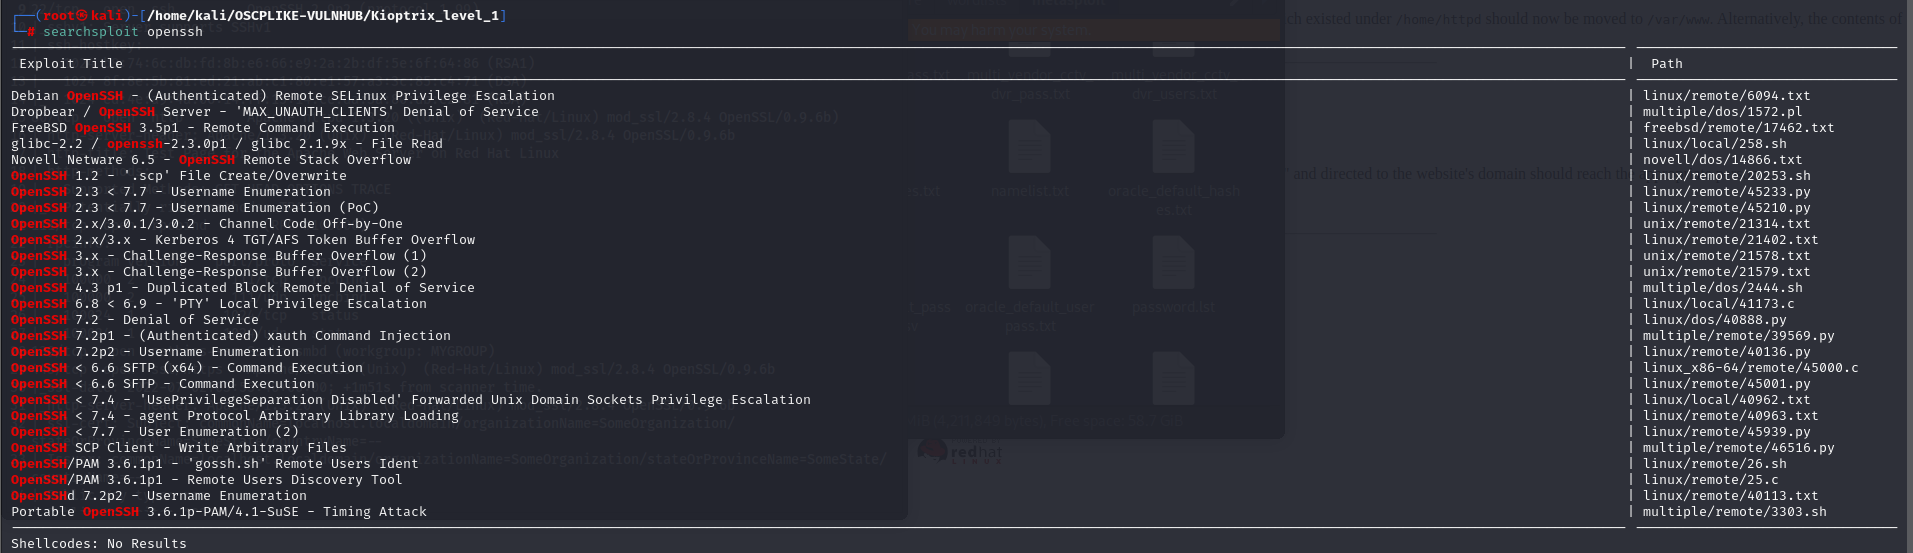 ┌──(root㉿kali)-[/home/kali/OSCPLIKE-VULNHUB/Kioptrix_level_1]
└─# searchsploit openssh
Exploit Title | Path
Debian OpenSSH - (Authenticated) Remote SELinux Privilege Escalation | linux/remote/6094.txt
Dropbear / OpenSSH Server - 'MAX_UNAUTH_CLIENTS' Denial of Service | multiple/dos/1572.pl
FreeBSD OpenSSH 3.5p1 - Remote Command Execution | freebsd/remote/17462.txt
glibc-2.2 / openssh-2.3.0p1 / glibc 2.1.9x - File Read | linux/local/258.sh
Novell Netware 6.5 - OpenSSH Remote Stack Overflow | novell/dos/14866.txt
OpenSSH 1.2 - '.scp' File Create/Overwrite | linux/remote/20253.sh
OpenSSH 2.3 < 7.7 - Username Enumeration | linux/remote/45233.py
OpenSSH 2.3 < 7.7 - Username Enumeration (PoC) | linux/remote/45210.py
OpenSSH 2.x/3.0.1/3.0.2 - Channel Code Off-by-One | unix/remote/21314.txt
OpenSSH 2.x/3.x - Kerberos 4 TGT/AFS Token Buffer Overflow | linux/remote/21402.txt
OpenSSH 3.x - Challenge-Response Buffer Overflow (1) | unix/remote/21578.txt
OpenSSH 3.x - Challenge-Response Buffer Overflow (2) | unix/remote/21579.txt
OpenSSH 4.3 p1 - Duplicated Block Remote Denial of Service | multiple/dos/2444.sh
OpenSSH 6.8 < 6.9 - 'PTY' Local Privilege Escalation | linux/local/41173.c
OpenSSH 7.2 - Denial of Service | linux/dos/40888.py
OpenSSH 7.2p1 - (Authenticated) xauth Command Injection | multiple/remote/39569.py
OpenSSH 7.2p2 - Username Enumeration | linux/remote/40136.py
OpenSSH < 6.6 SFTP (x64) - Command Execution | linux_x86-64/remote/45000.c
OpenSSH < 6.6 SFTP - Command Execution | linux/remote/45001.py
OpenSSH < 7.4 - 'UsePrivilegeSeparation Disabled' Forwarded Unix Domain Sockets Privilege Escalation | linux/local/40962.txt
OpenSSH < 7.4 - agent Protocol Arbitrary Library Loading | linux/remote/40963.txt
OpenSSH < 7.7 - User Enumeration (2) | linux/remote/45939.py
OpenSSH SCP Client - Write Arbitrary Files | multiple/remote/46516.py
OpenSSH/PAM 3.6.1p1 - 'gossh.sh' Remote Users Ident | linux/remote/26.sh
OpenSSH/PAM 3.6.1p1 - Remote Users Discovery Tool | linux/remote/25.c
OpenSSHd 7.2p2 - Username Enumeration | linux/remote/40113.txt
Portable OpenSSH 3.6.1p-PAM/4.1-SuSE - Timing Attack | multiple/remote/3303.sh
Shellcodes: No Results